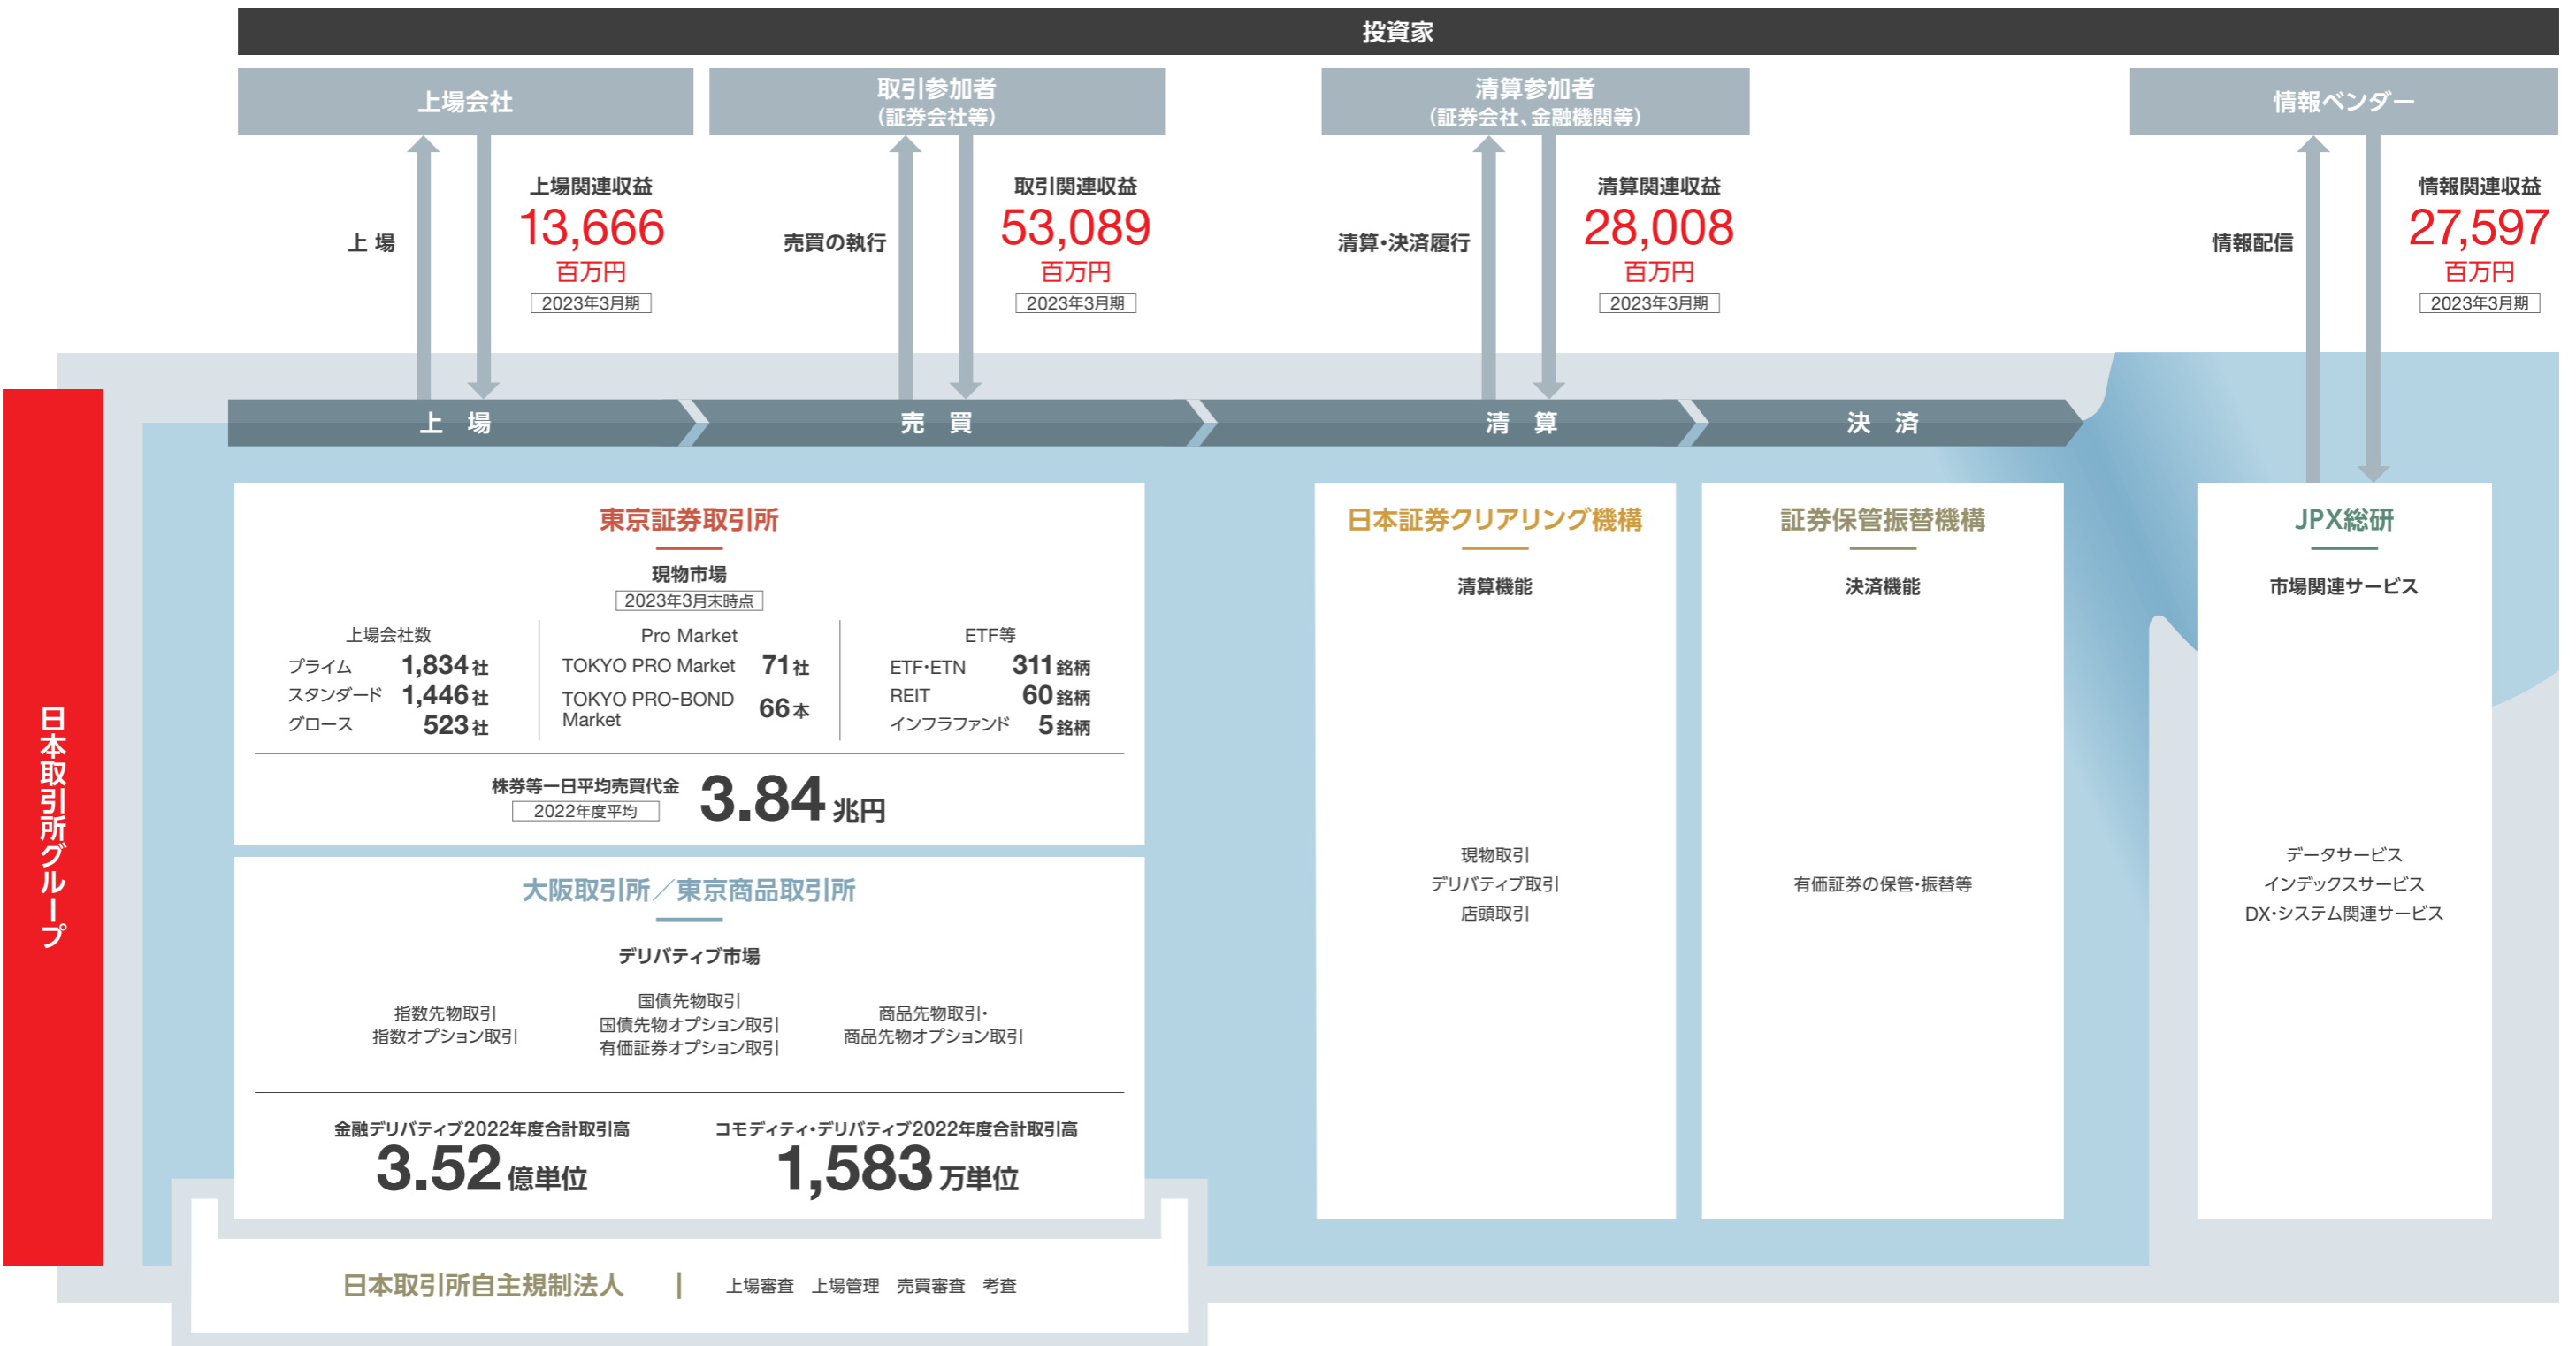 投資家
上場会社
取引参加者
(証券会社等)
清算参加者
(証券会社、金融機関等)
情報ベンダー
上 場
上場関連収益
13,666
百万円
2023年3月期
売買の執行
取引関連収益
53,089
百万円
2023年3月期
清算・決済履行
清算関連収益
28,008
百万円
2023年3月期
情報配信
情報関連収益
27,597
百万円
2023年3月期
日本取引所グループ
上 場
売 買
清 算
決 済
東京証券取引所
現物市場
2023年3月末時点
上場会社数
プライム 1,834社
スタンダード 1,446社
グロース 523社
Pro Market
TOKYO PRO Market 71社
TOKYO PRO-BOND
Market 66本
ETF等
ETF・ETN 311銘柄
REIT 60銘柄
インフラファンド 5銘柄
株券等一日平均売買代金
2022年度平均
3.84兆円
大阪取引所／東京商品取引所
デリバティブ市場
指数先物取引
指数オプション取引
国債先物取引
国債先物オプション取引
有価証券オプション取引
商品先物取引・
商品先物オプション取引
金融デリバティブ2022年度合計取引高
3.52億単位
コモディティ・デリバティブ2022年度合計取引高
1,583万単位
日本取引所自主規制法人
上場審査 上場管理 売買審査 考査
日本証券クリアリング機構
清算機能
現物取引
デリバティブ取引
店頭取引
証券保管振替機構
決済機能
有価証券の保管・振替等
JPX総研
市場関連サービス
データサービス
インデックスサービス
DX・システム関連サービス